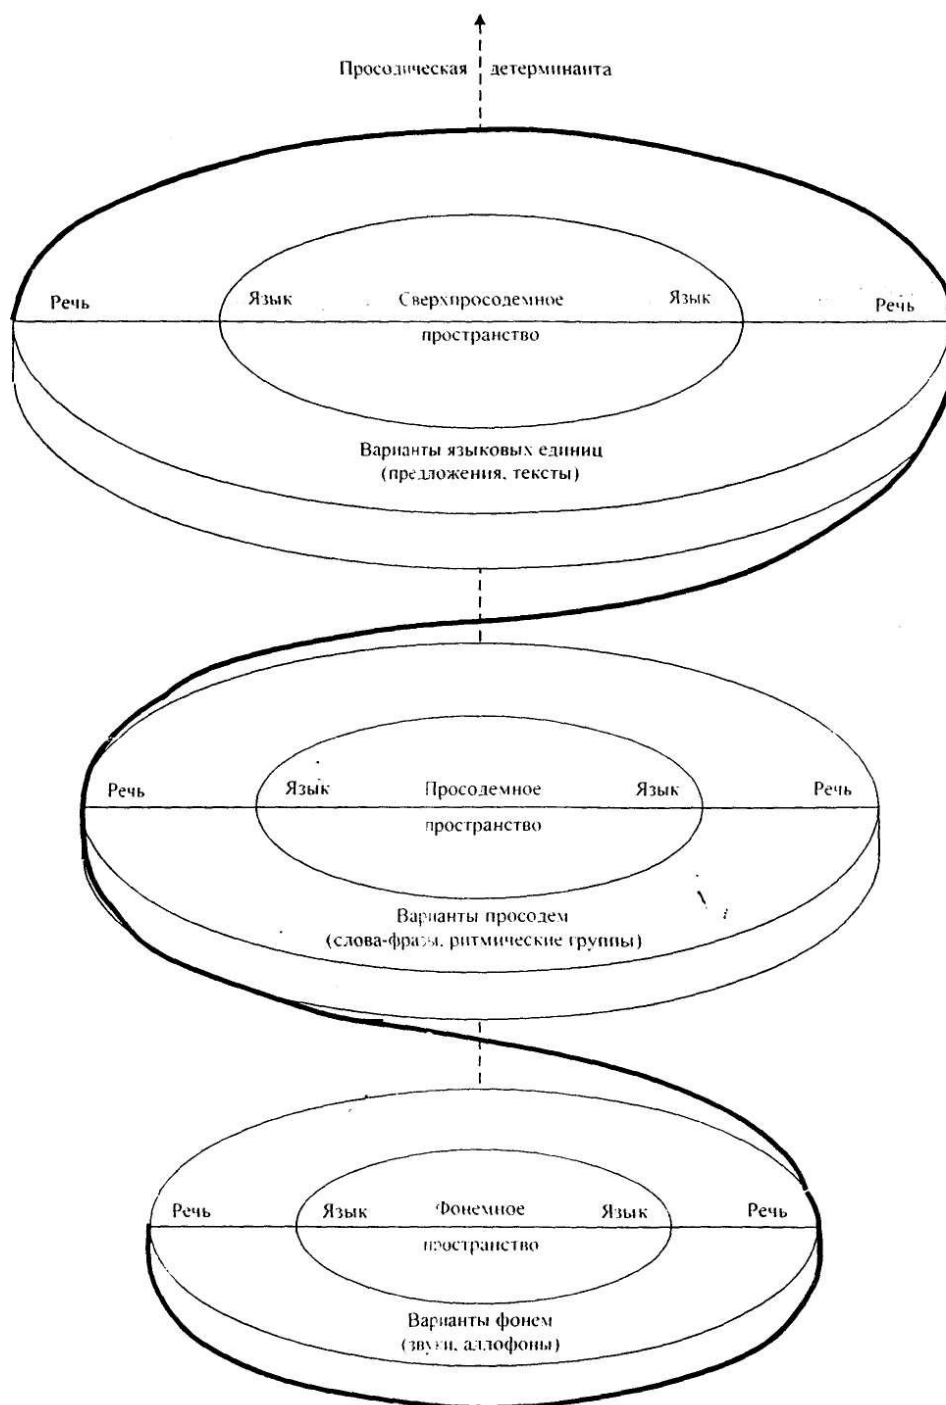 Просодическая детерминанта
Речь Язык Сверхпросодемное Язык Речь
пространство
Варианты языковых единиц
(предложения, тексты)
Речь Язык Просодемное Язык Речь
пространство
Варианты просодем
(слова-фразы, ритмические группы)
Речь Язык Фонемное Язык Речь
пространство
Варианты фонем
(звуки, аллофоны)